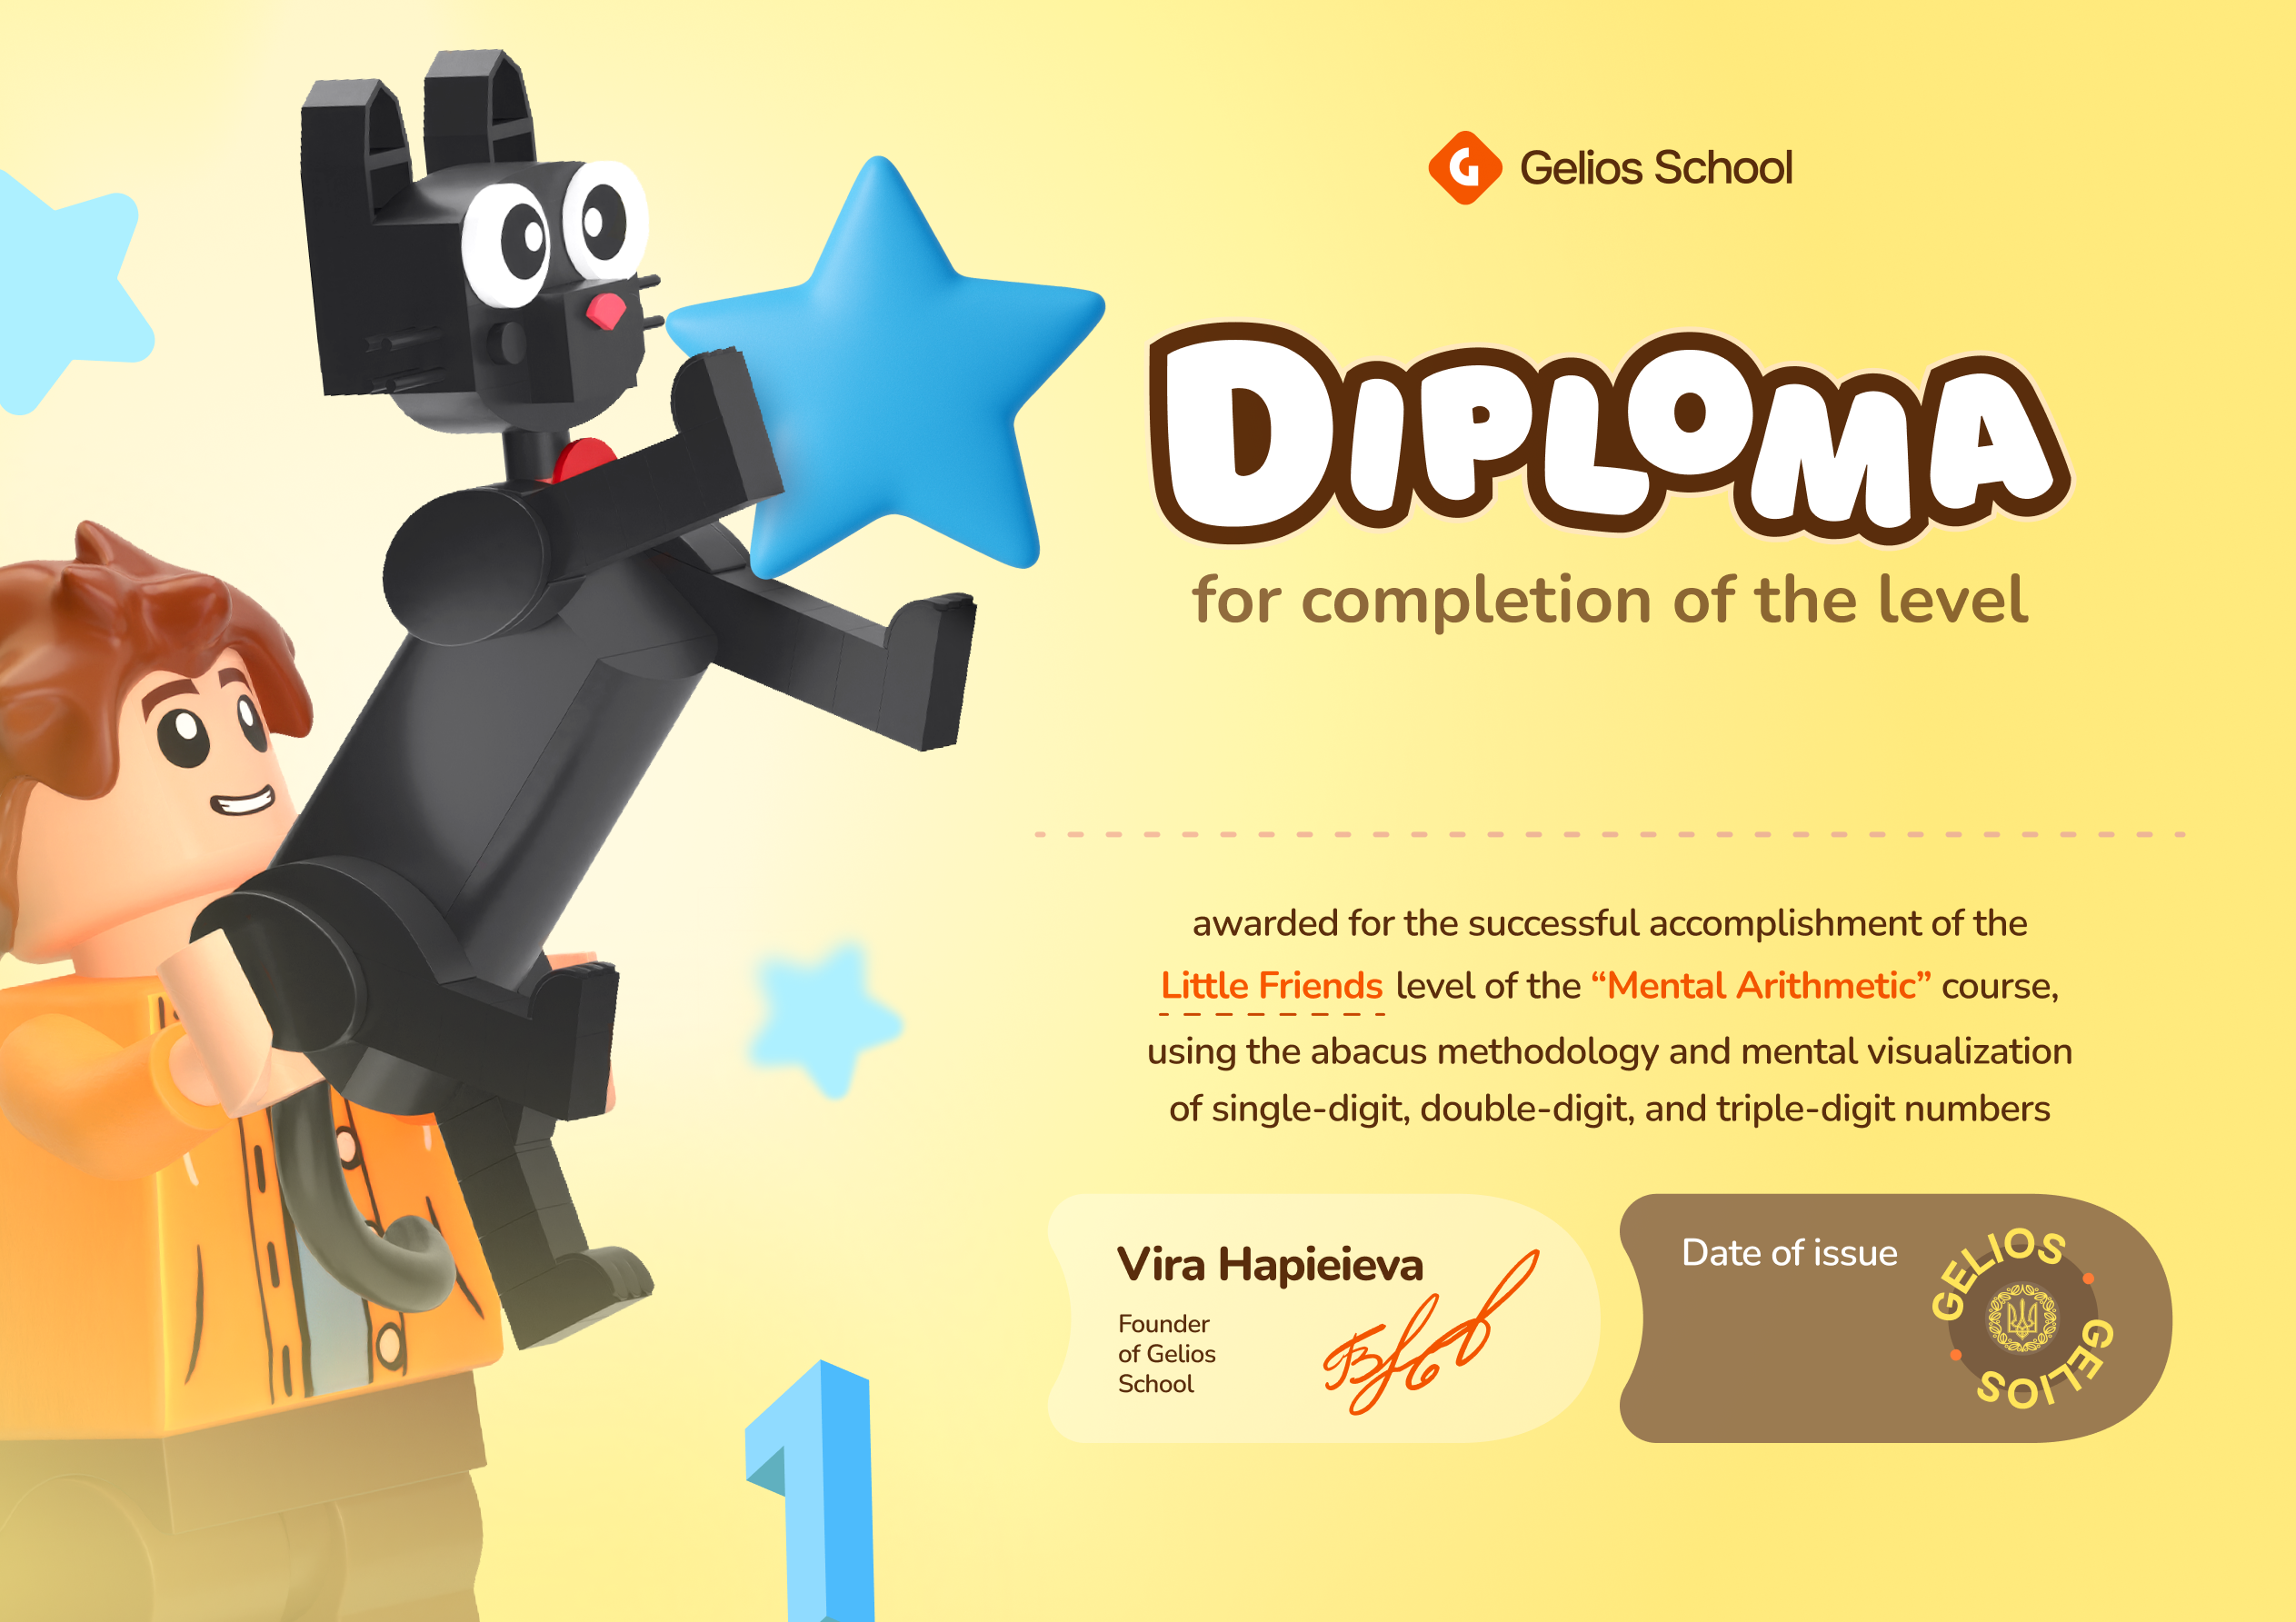 Gelios School
DIPLOMA
for completion of the level
awarded for the successful accomplishment of the
Little Friends level of the “Mental Arithmetic” course,
using the abacus methodology and mental visualization
of single-digit, double-digit, and triple-digit numbers
Vira Hapieieva
Founder
of Gelios
School
Date of issue
GELIOS
GELIOS
1